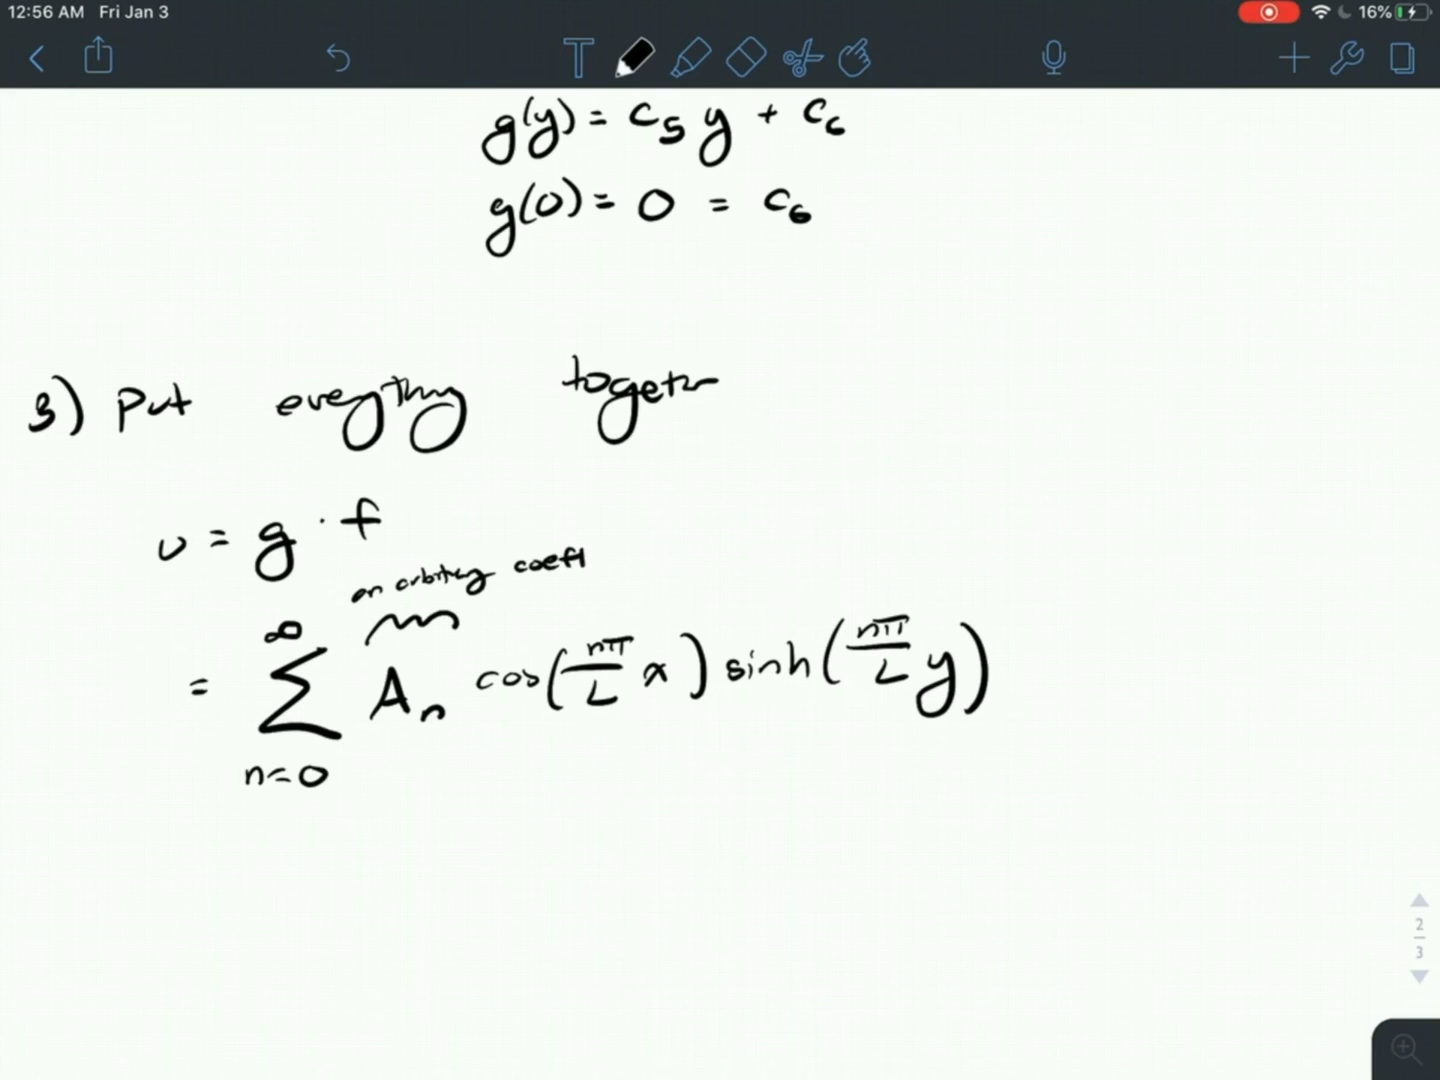 12:56 AM Fri Jan 3 16%
g(y) = c₅ y + c₆
g(0) = 0 = c₆
3) Put everything together
u = g · f
an arbitrary coeff
= ∞ Σ n=0 Aₙ cos(nπ/L x) sinh(nπ/L y)
2
3